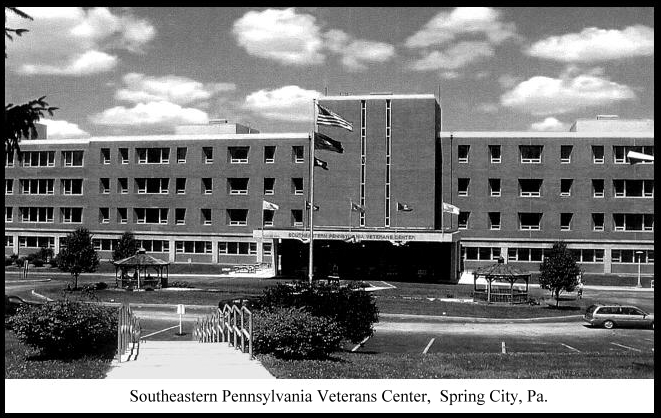 SOUTHEASTERN PENNSYLVANIA VETERANS CENTER
Southeastern Pennsylvania Veterans Center, Spring City, Pa.